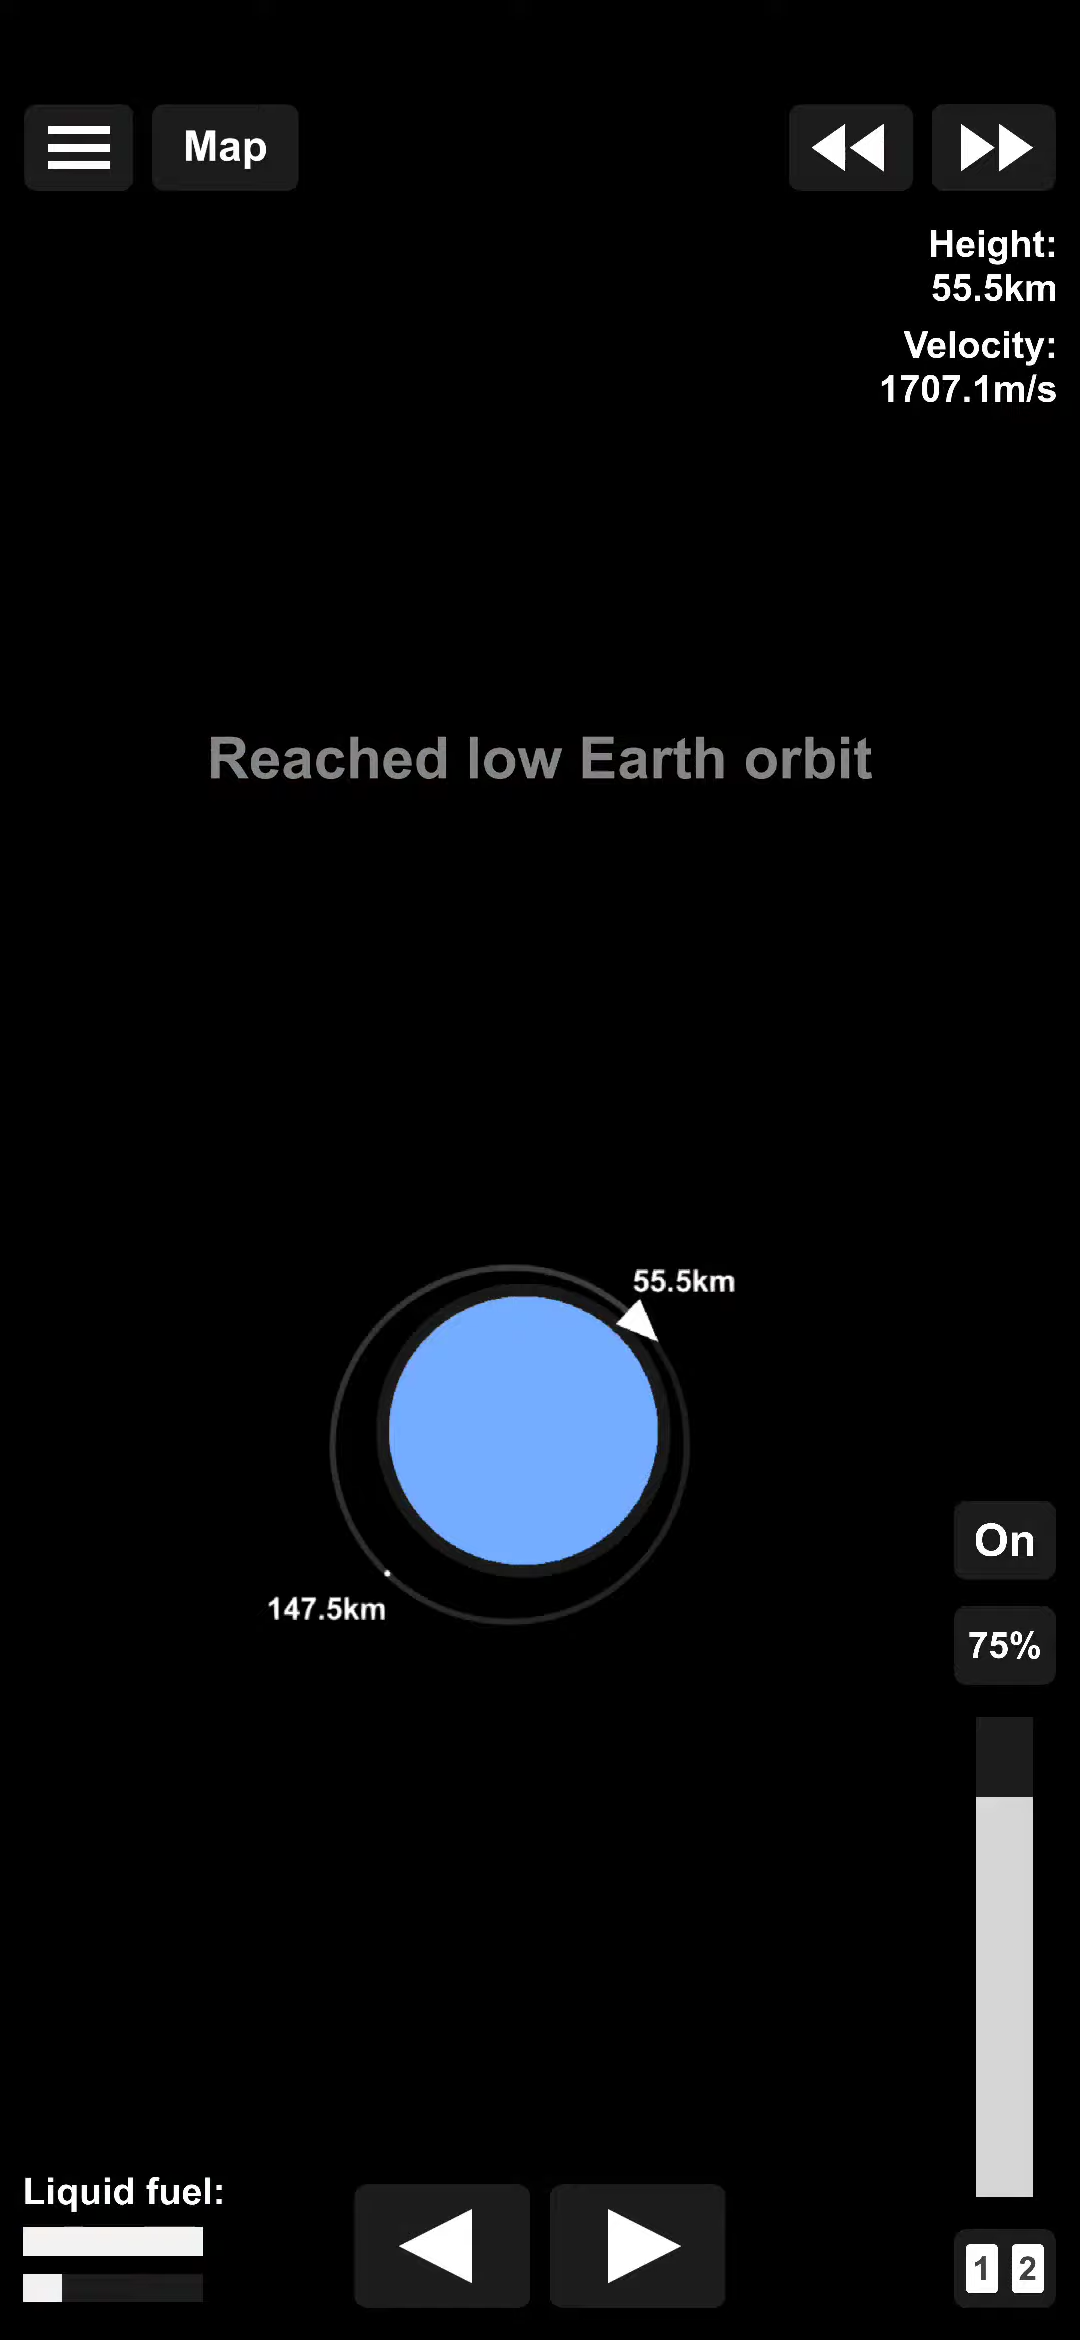 Map
Height:
55.5km
Velocity:
1707.1m/s
Reached low Earth orbit
55.5km
147.5km
On
75%
Liquid fuel:
1 2